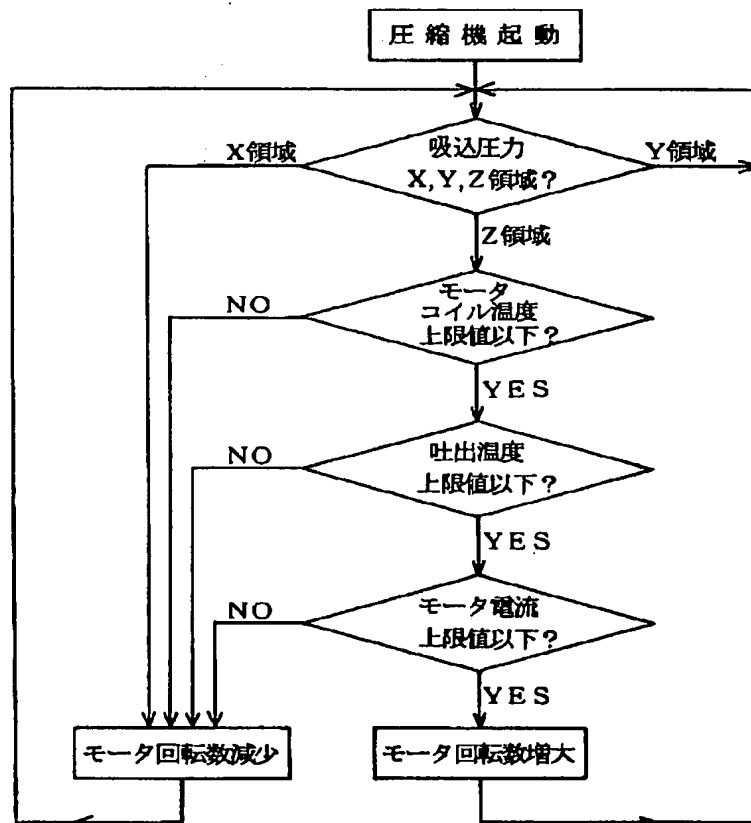 圧縮機起動
吸込圧力
X領域
Y領域
X,Y,Z領域?
Z領域
モータ
コイル温度
上限値以下?
NO
YES
吐出温度
上限値以下?
NO
YES
モータ電流
上限値以下?
NO
YES
モータ回転数減少
モータ回転数増大